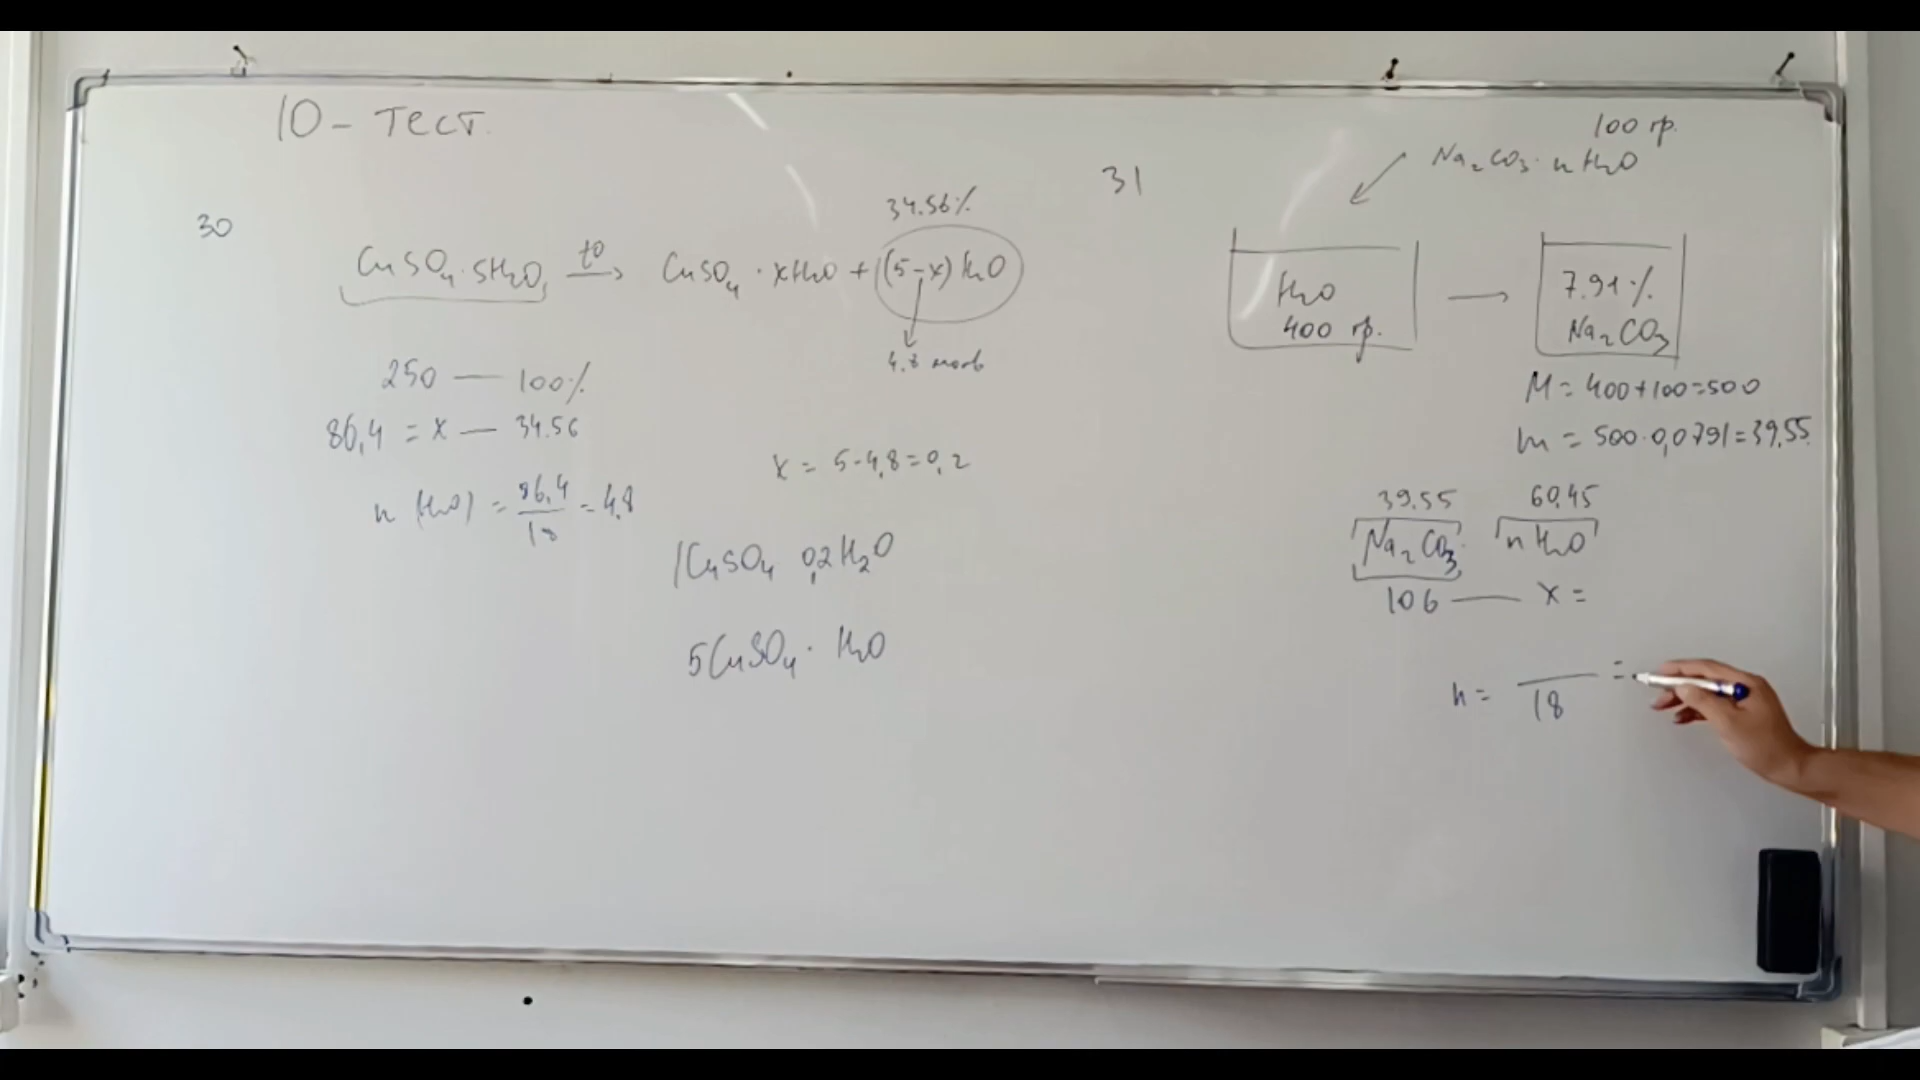 10 - тест.
30
34.56%
CuSO₄·5H₂O t° → CuSO₄ · xH₂O + (5-x)H₂O
4.8 моль
250 — 100%
86,4 = x — 34.56
x = 5-4,8=0,2
n (H₂O) = 86,4/18 = 4,8
1CuSO₄ 0,2H₂O
5CuSO₄ · H₂O
31
100 гр.
Na₂CO₃ · n H₂O
H₂O
400 гр.
→
7.91%
Na₂CO₃
M = 400+100=500
m = 500·0,0791=39,55
39.55 60,45
Na₂CO₃· nH₂O
106 — x =
n = /18 =